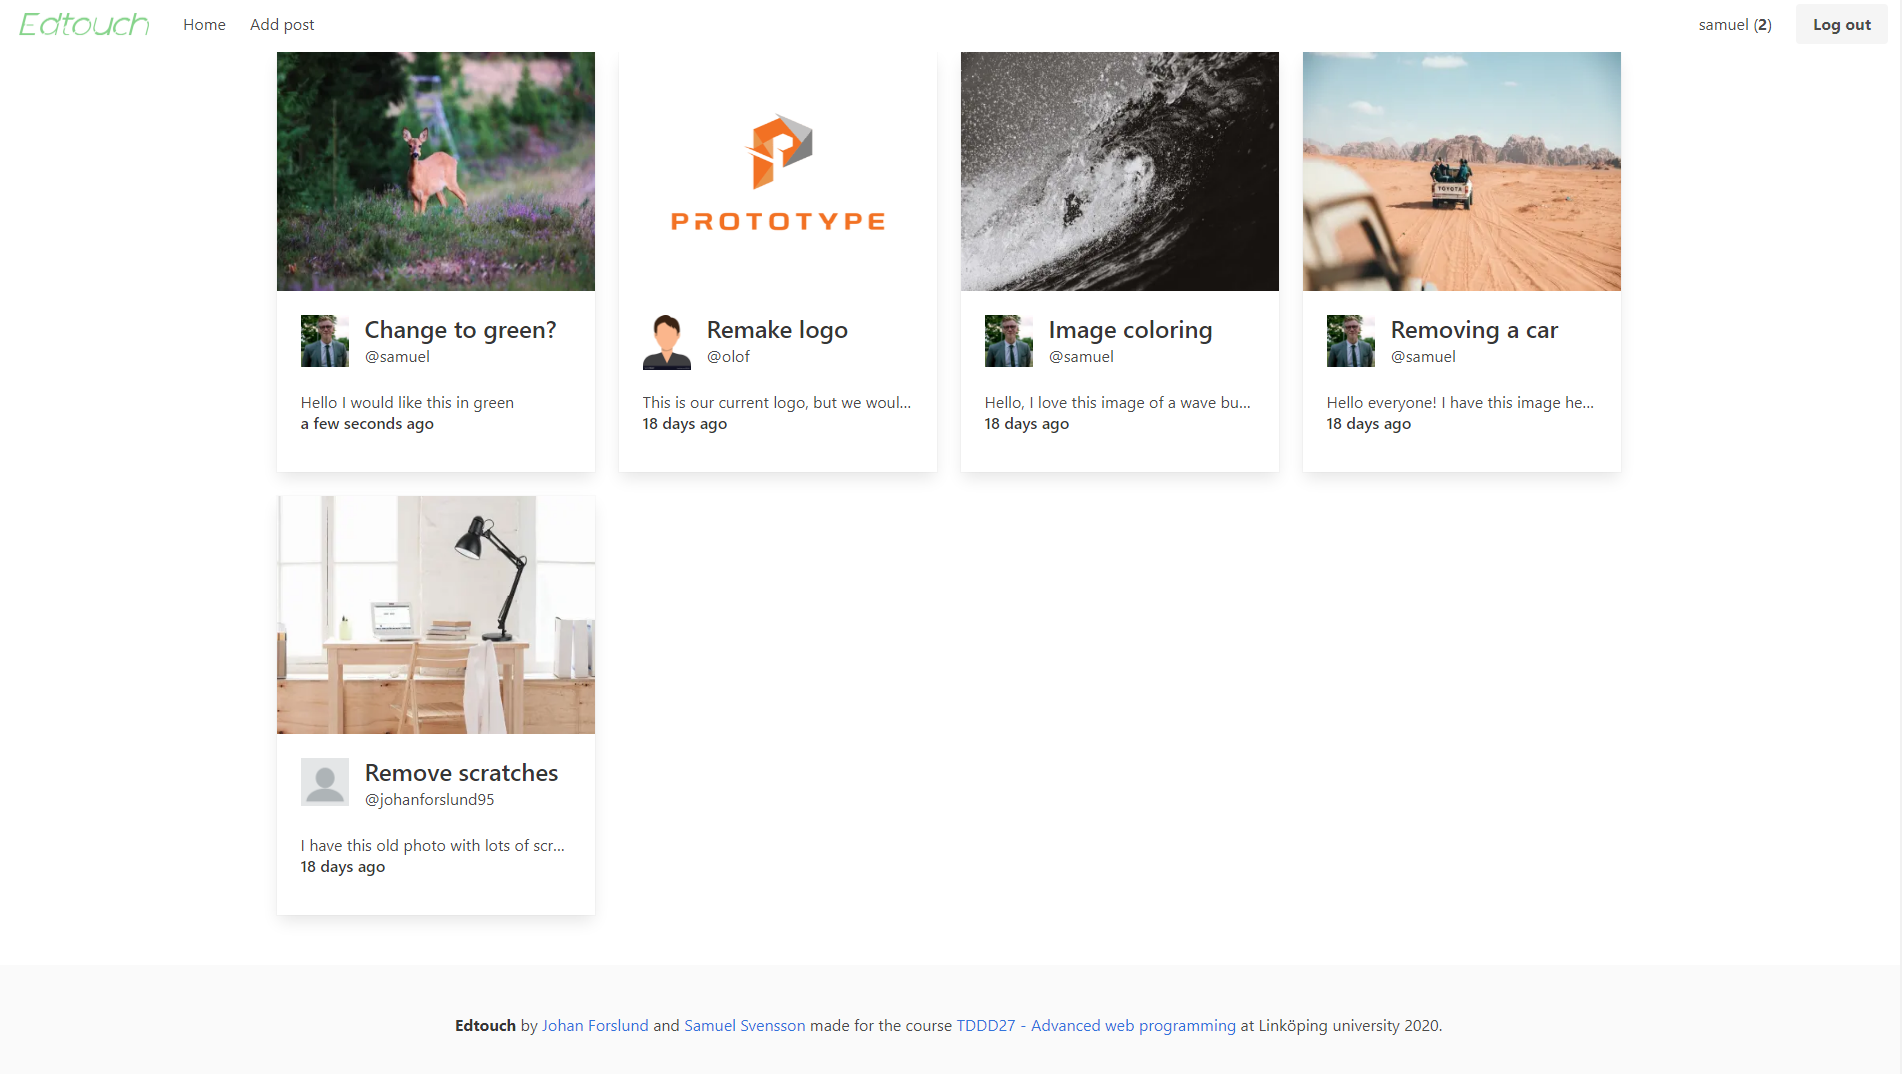 Edtouch Home Add post samuel (2) Log out
PROTOTYPE
TOYOTA
Change to green?
@samuel
Hello I would like this in green
a few seconds ago
Remake logo
@olof
This is our current logo, but we woul...
18 days ago
Image coloring
@samuel
Hello, I love this image of a wave bu...
18 days ago
Removing a car
@samuel
Hello everyone! I have this image he...
18 days ago
Remove scratches
@johanforslund95
I have this old photo with lots of scr...
18 days ago
Edtouch by Johan Forslund and Samuel Svensson made for the course TDDD27 - Advanced web programming at Linköping university 2020.